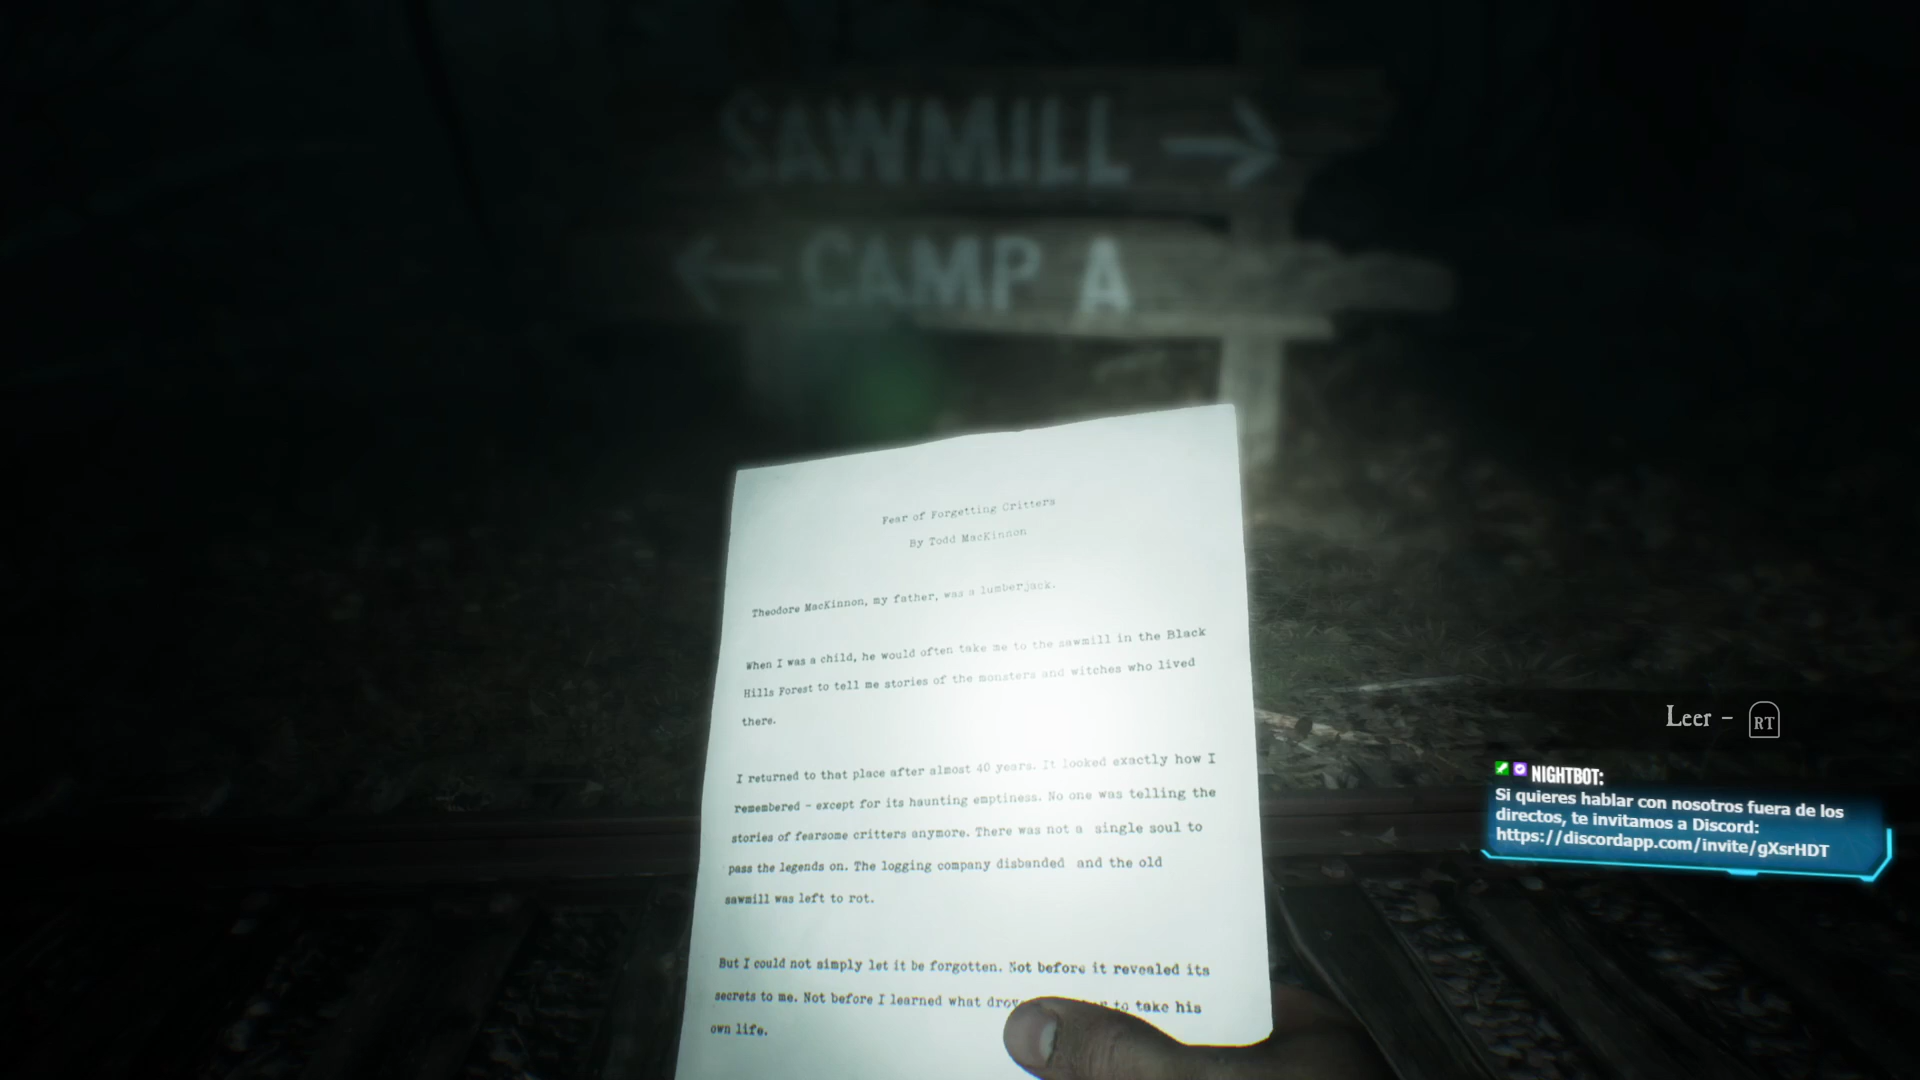 SAWMILL →
← CAMP A
Fear of Forgetting Critters
By Todd MacKinnon
Theodore MacKinnon, my father, was a lumberjack.
When I was a child, he would often take me to the sawmill in the Black
Hills Forest to tell me stories of the monsters and witches who lived
there.
I returned to that place after almost 40 years. It looked exactly how I
remembered - except for its haunting emptiness. No one was telling the
stories of fearsome critters anymore. There was not a single soul to
pass the legends on. The logging company disbanded and the old
sawmill was left to rot.
But I could not simply let it be forgotten. Not before it revealed its
secrets to me. Not before I learned what drove to take his
own life.
Leer - RT
NIGHTBOT:
Si quieres hablar con nosotros fuera de los
directos, te invitamos a Discord:
https://discordapp.com/invite/gXsrHDT